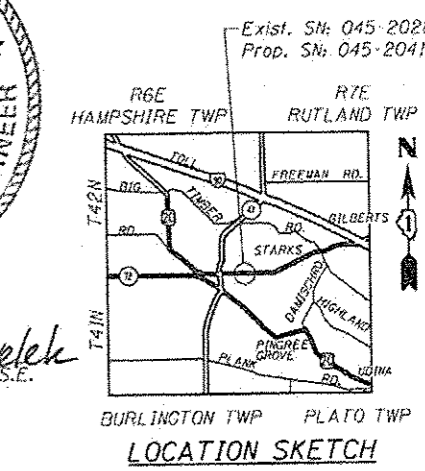 Exist. SN: 045-202
Prop. SN: 045-2041
R6E
HAMPSHIRE TWP
R7E
RUTLAND TWP
N
TOLL
90
FREEMAN RD.
T42N
BIG
TIMBER
RD.
20
47
GILBERTS
RD.
STARKS
72
DAMISCH RD.
HIGHLAND
T41N
PINGREE
GROVE
PLANK
RD.
20
UDINA
BURLINGTON TWP
PLATO TWP
LOCATION SKETCH
S.E.